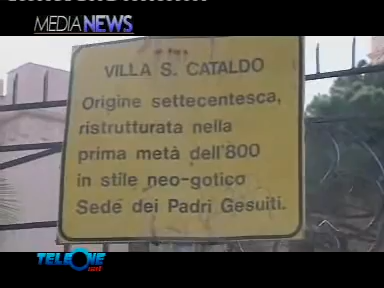 MEDIANEWS
VILLA S. CATALDO
Origine settecentesca,
ristrutturata nella
prima metà dell'800
in stile neo-gotico
Sede dei Padri Gesuiti.
TELEONE